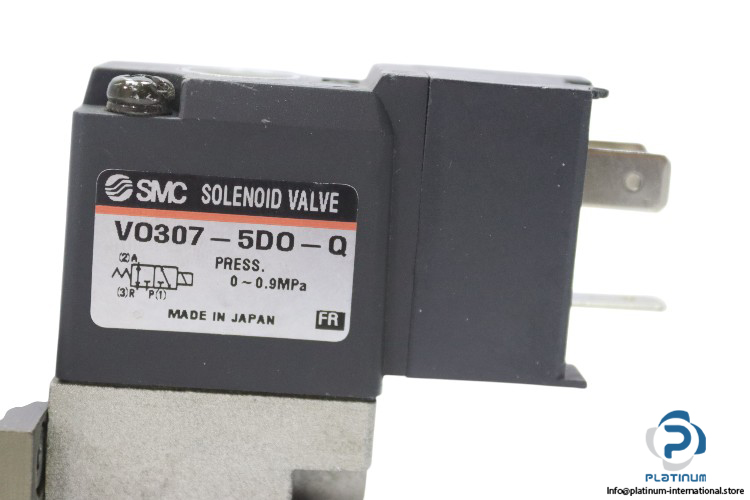 SMC SOLENOID VALVE
VO307-5DO-Q
(2)A
(3)R P(1)
PRESS.
0~0.9MPa
MADE IN JAPAN FR
PLATINUM
Info@platinum-international.store